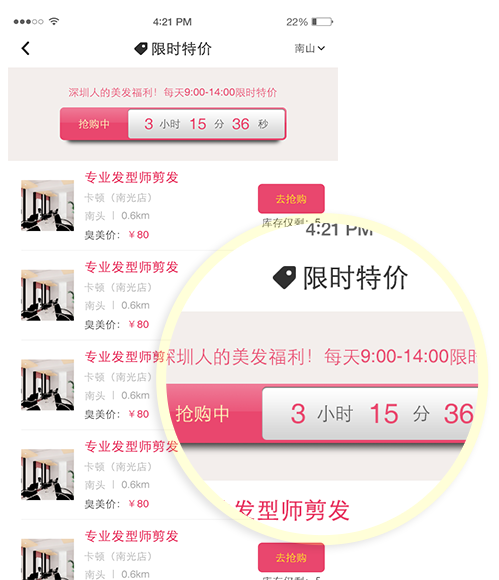 4:21 PM
22%
限时特价
南山
深圳人的美发福利！每天9:00-14:00限时特价
抢购中 3 小时 15 分 36 秒
专业发型师剪发
卡顿（南光店）
去抢购
南头 | 0.6km
库存仅剩：5
臭美价：￥80
专业发型师剪发
卡顿（南光店）
南头 | 0.6km
臭美价：￥80
专业发型师剪发
卡顿（南光店）
南头 | 0.6km
臭美价：￥80
专业发型师剪发
卡顿（南光店）
南头 | 0.6km
臭美价：￥80
专业发型师剪发
卡顿（南光店）
去抢购
南头 | 0.6km
4:21 PM
限时特价
深圳人的美发福利！每天9:00-14:00限时
抢购中 3 小时 15 分 36
发型师剪发